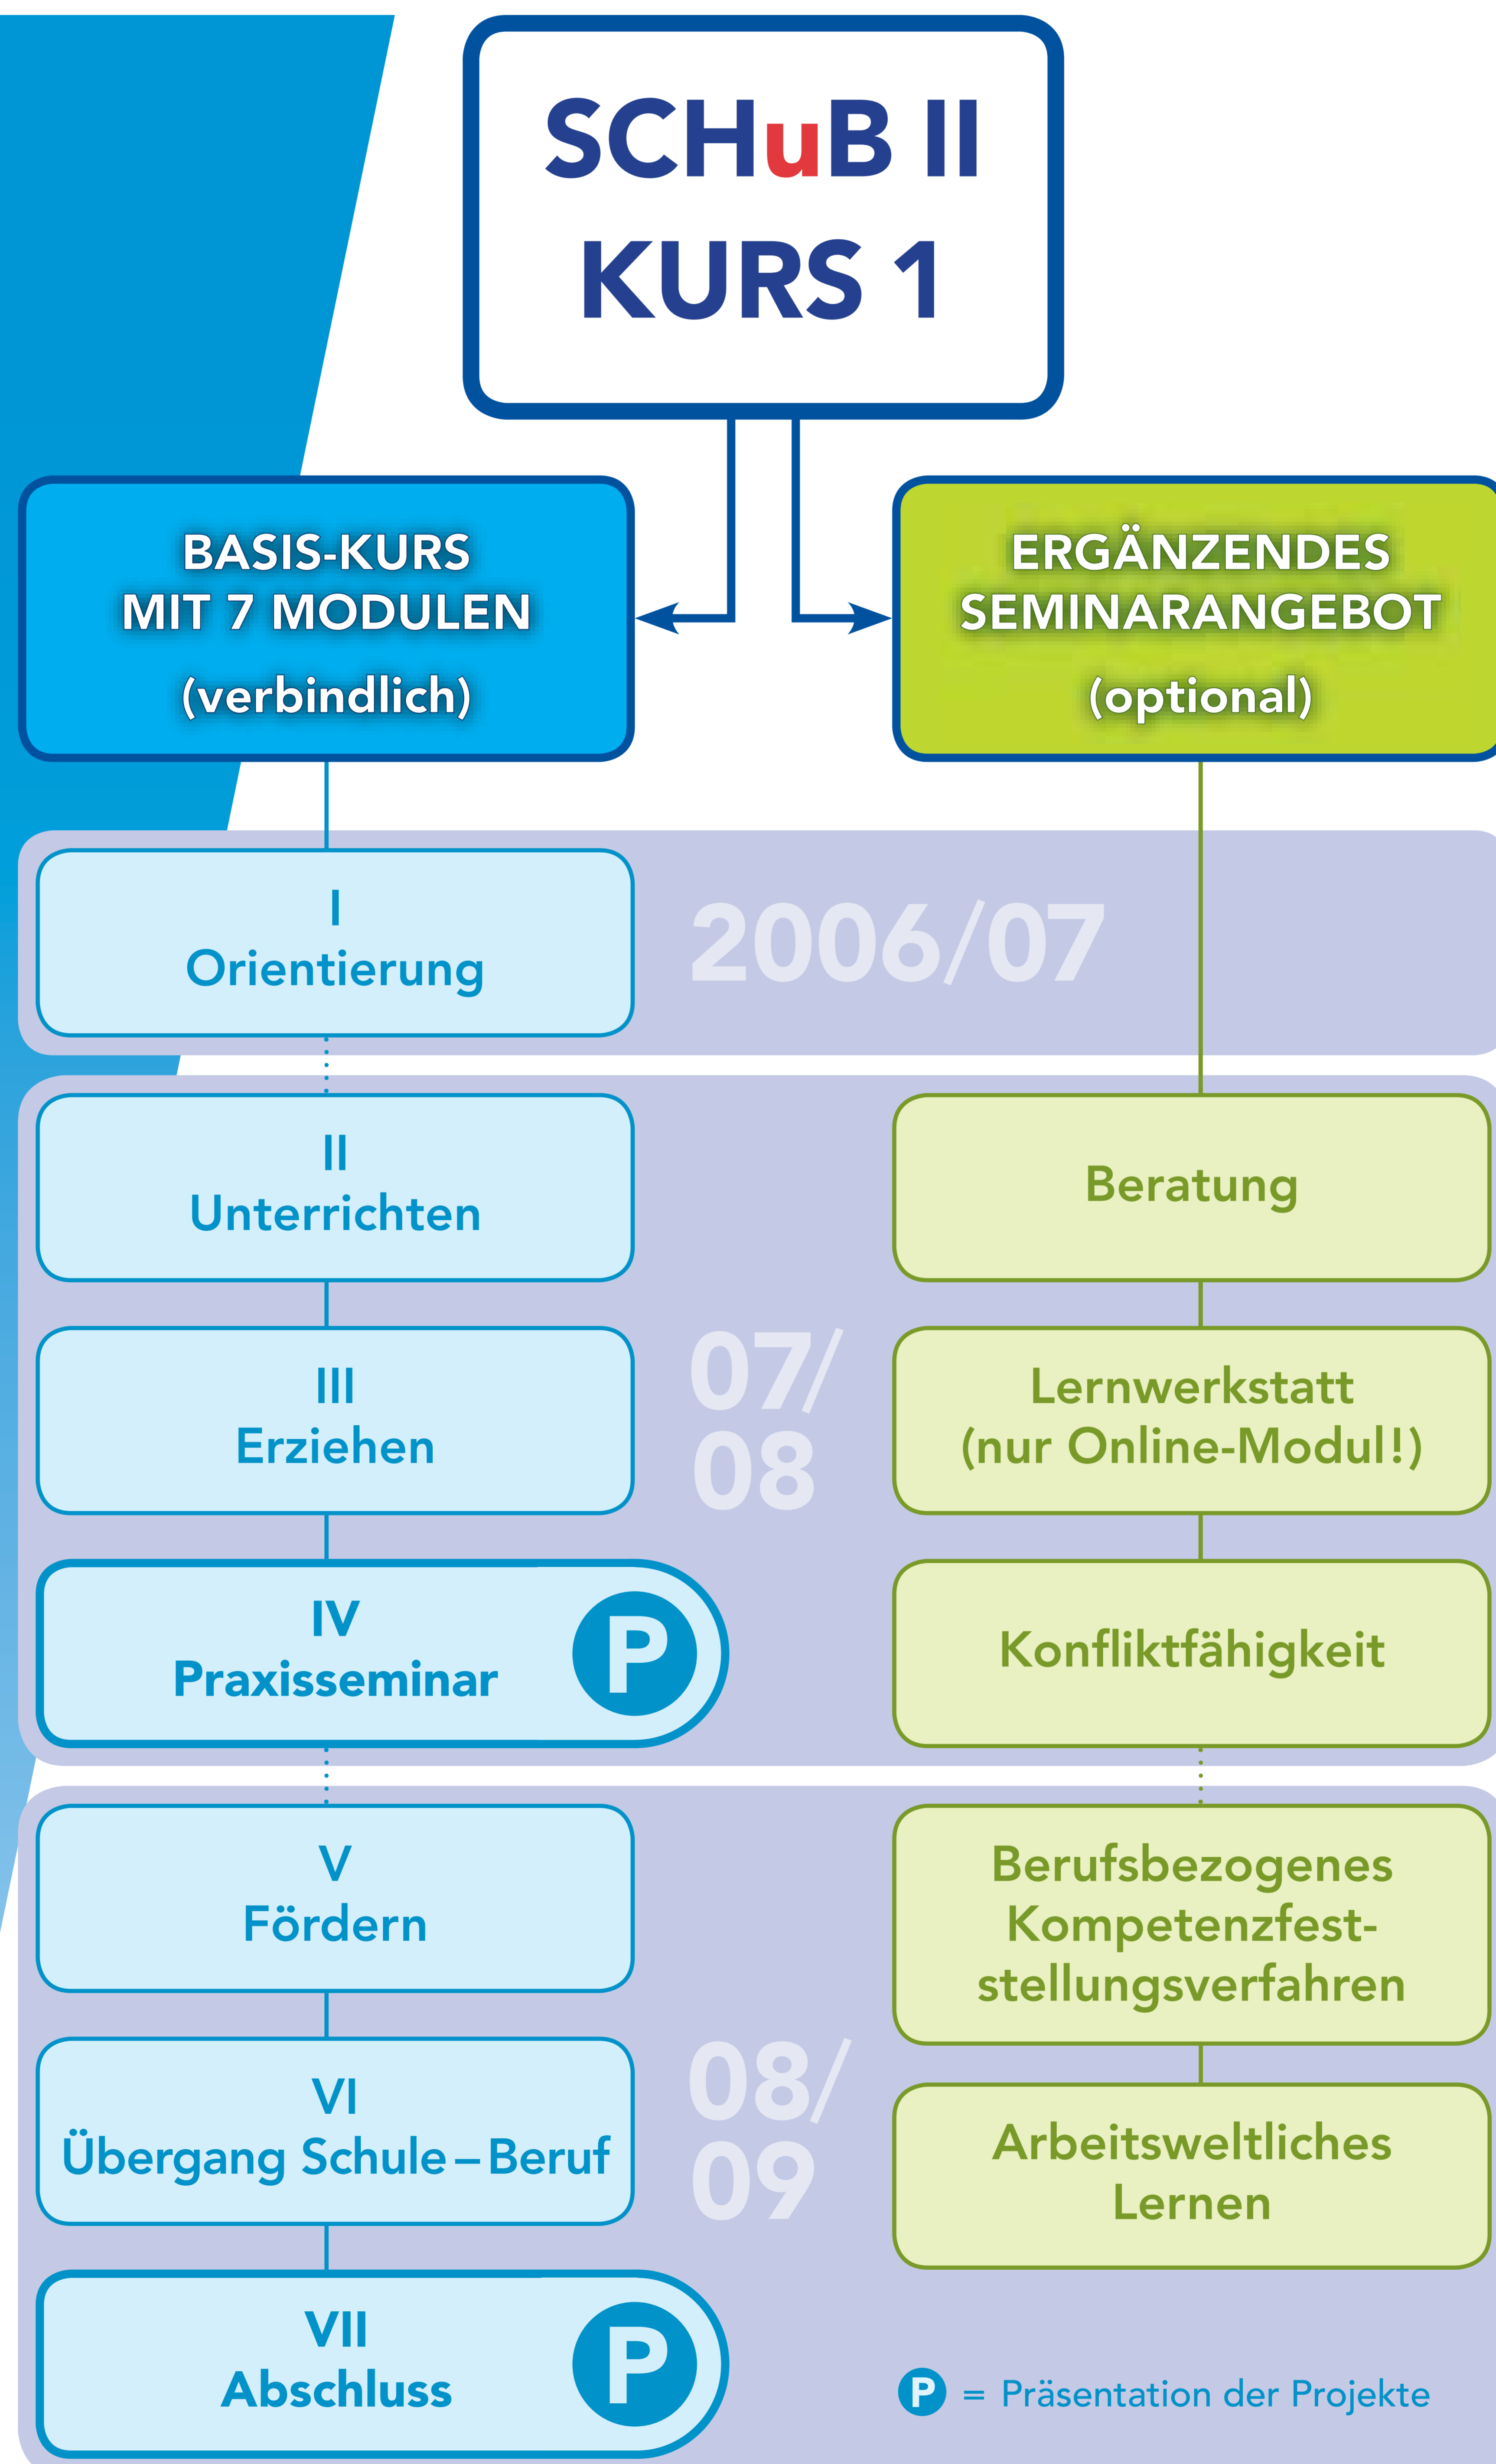 SCHuB II
KURS 1
BASIS-KURS
MIT 7 MODULEN
(verbindlich)
ERGÄNZENDES
SEMINARANGEBOT
(optional)
I
Orientierung
2006/07
II
Unterrichten
Beratung
III
Erziehen
07/
08
Lernwerkstatt
(nur Online-Modul!)
IV
Praxisseminar
P
Konfliktfähigkeit
V
Fördern
Berufsbezogenes
Kompetenzfest-
stellungsverfahren
VI
Übergang Schule – Beruf
08/
09
Arbeitsweltliches
Lernen
VII
Abschluss
P
P = Präsentation der Projekte